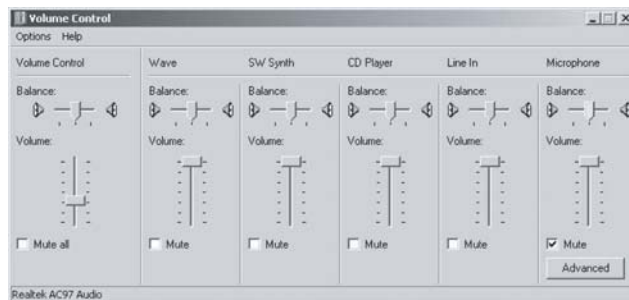 Volume Control
Options Help
Volume Control Wave SW Synth CD Player Line In Microphone
Balance: Balance: Balance: Balance: Balance: Balance:
Volume: Volume: Volume: Volume: Volume: Volume:
Mute all Mute Mute Mute Mute Mute
Advanced
Realtek AC97 Audio